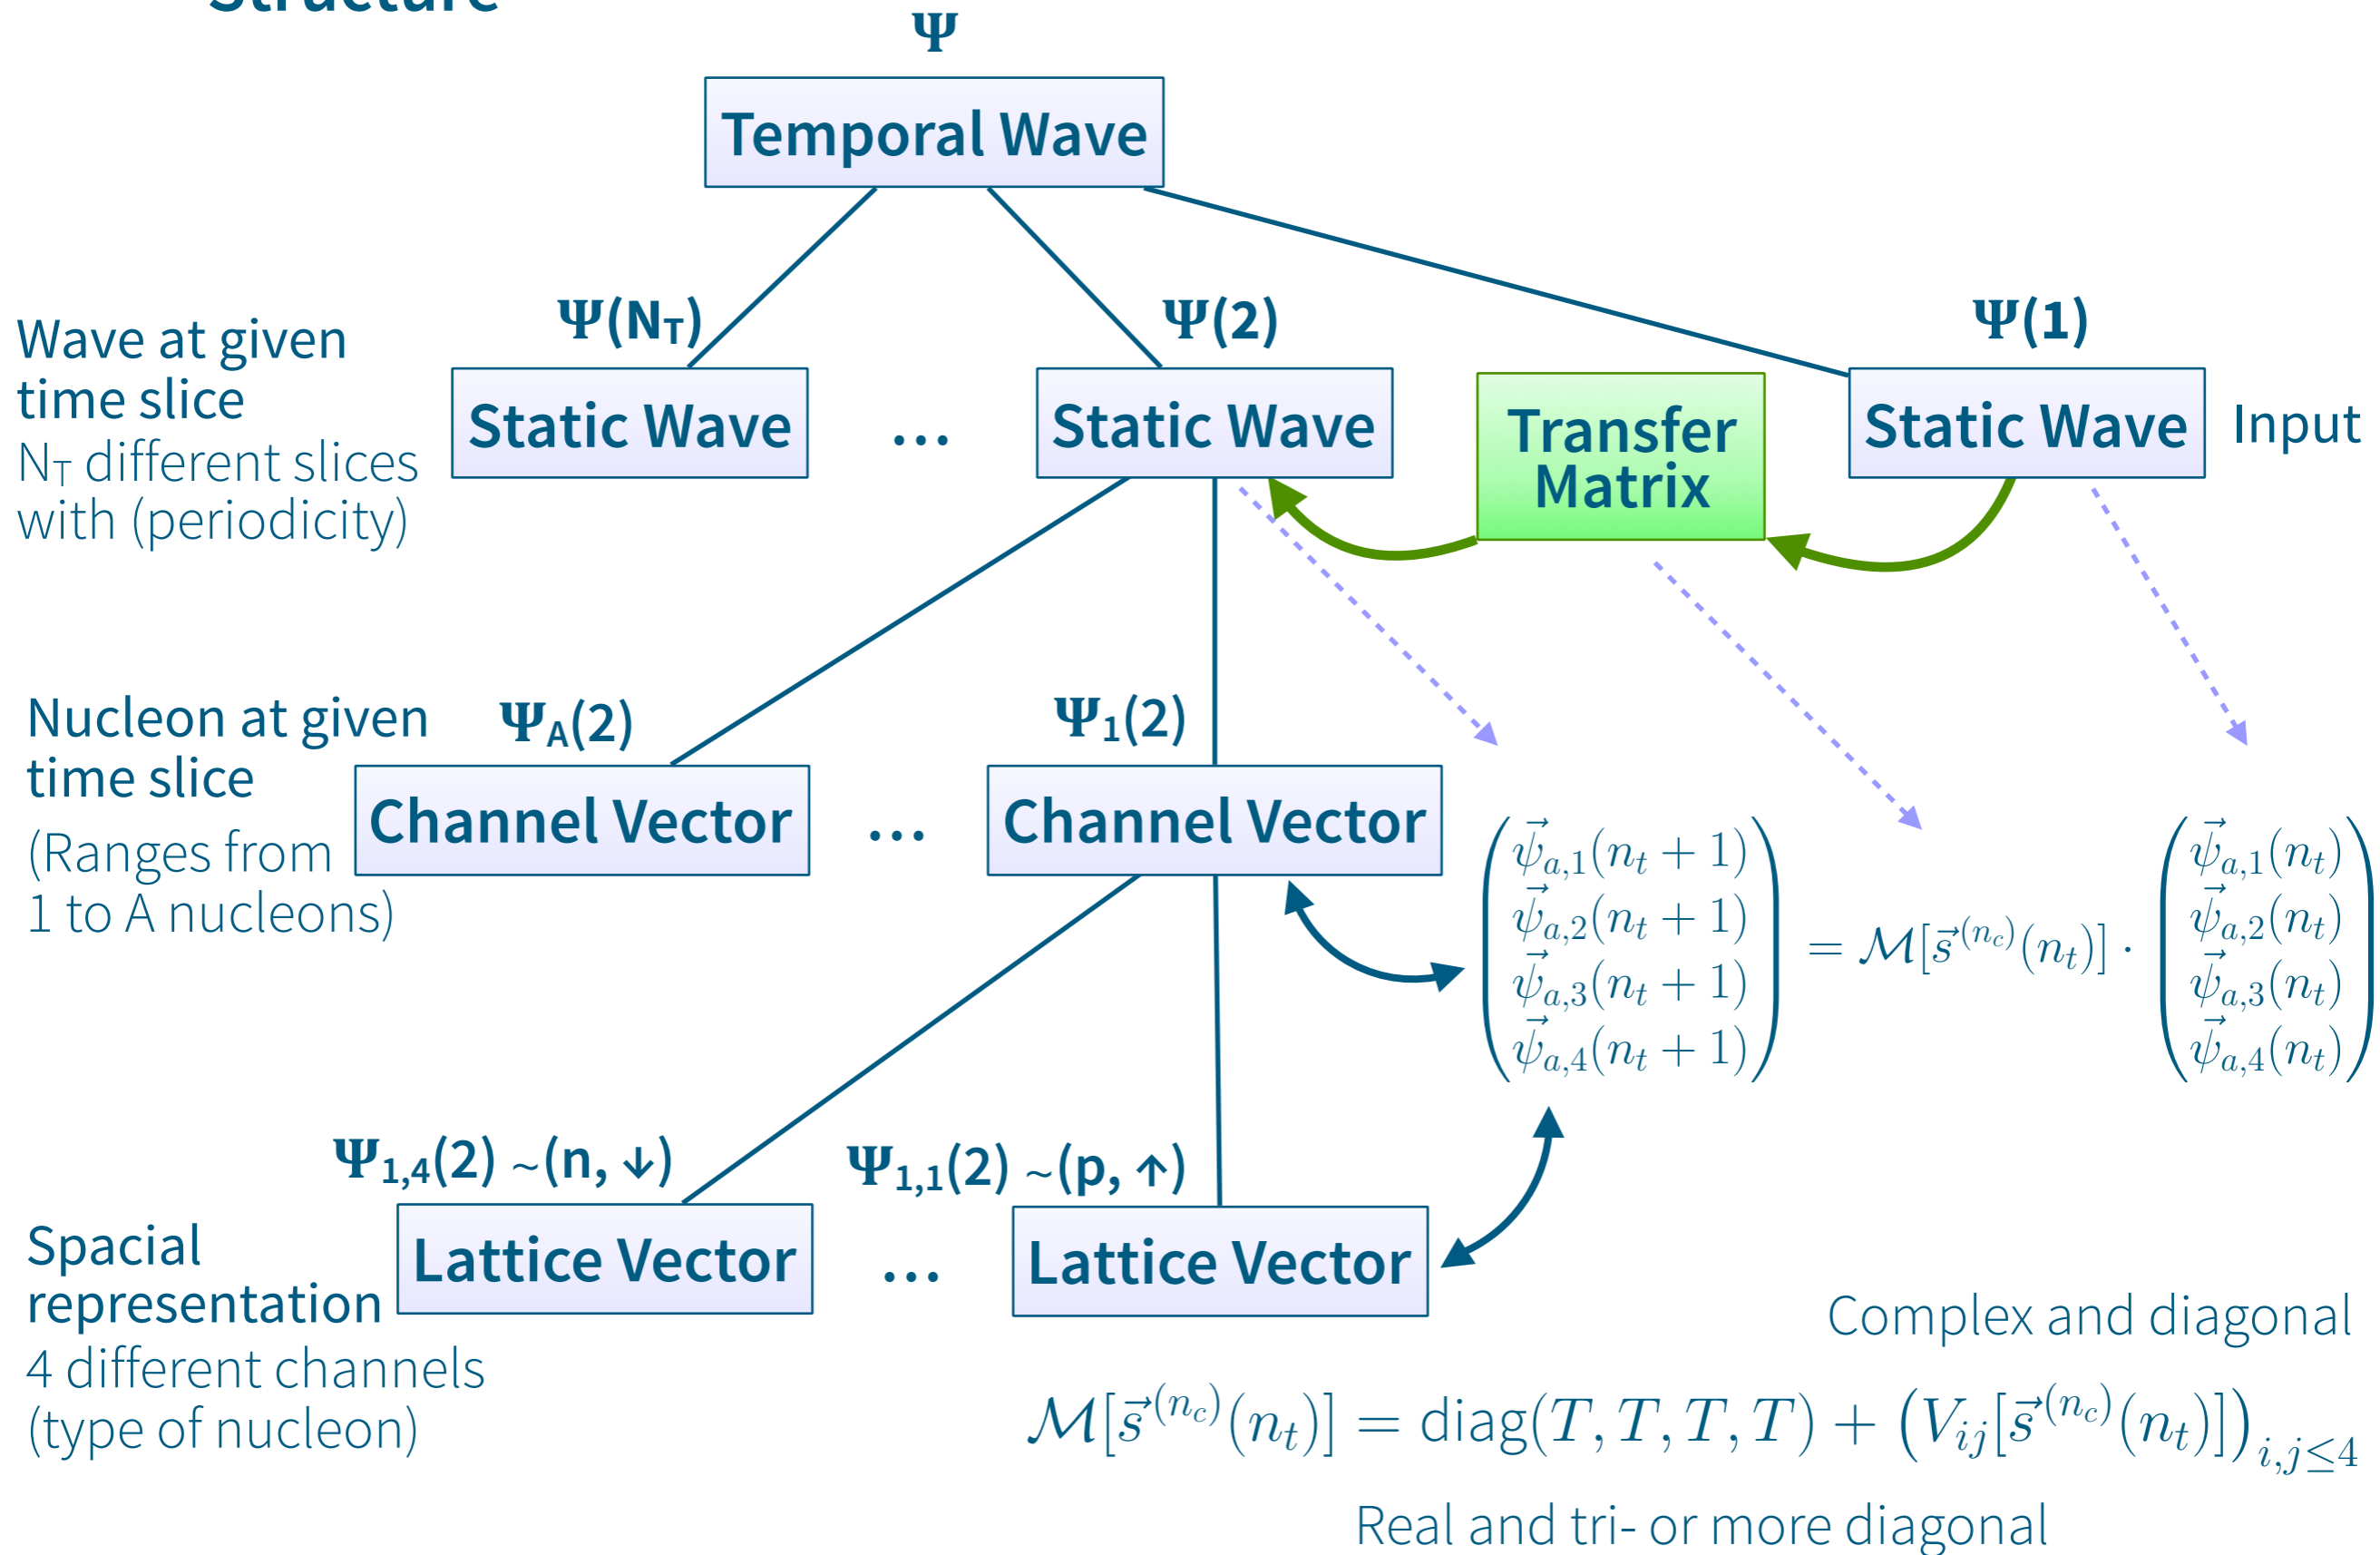 Structure
Ψ
Temporal Wave
Ψ(N_T)
Ψ(2)
Ψ(1)
Wave at given
time slice
N_T different slices
with (periodicity)
Static Wave
...
Static Wave
Transfer
Matrix
Static Wave
Input
Nucleon at given
time slice
(Ranges from
1 to A nucleons)
Ψ_A(2)
Ψ_1(2)
Channel Vector
...
Channel Vector
(ψ⃗_{a,1}(n_t + 1)
ψ⃗_{a,2}(n_t + 1)
ψ⃗_{a,3}(n_t + 1)
ψ⃗_{a,4}(n_t + 1))
= ℳ[s⃗^{(n_c)}(n_t)] ·
(ψ⃗_{a,1}(n_t)
ψ⃗_{a,2}(n_t)
ψ⃗_{a,3}(n_t)
ψ⃗_{a,4}(n_t))
Ψ_{1,4}(2) ~(n, ↓)
Ψ_{1,1}(2) ~(p, ↑)
Spacial
representation
4 different channels
(type of nucleon)
Lattice Vector
...
Lattice Vector
Complex and diagonal
ℳ[s⃗^{(n_c)}(n_t)] = diag(T, T, T, T) + (V_{ij}[s⃗^{(n_c)}(n_t)])_{i,j≤4}
Real and tri- or more diagonal